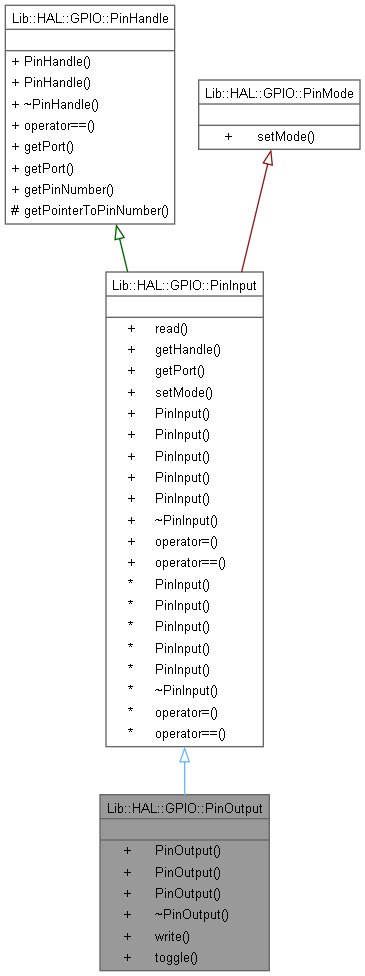 Lib::HAL::GPIO::PinHandle
+ PinHandle()
+ PinHandle()
+ ~PinHandle()
+ operator==()
+ getPort()
+ getPort()
+ getPinNumber()
# getPointerToPinNumber()
Lib::HAL::GPIO::PinMode
+ setMode()
Lib::HAL::GPIO::PinInput
+ read()
+ getHandle()
+ getPort()
+ setMode()
+ PinInput()
+ PinInput()
+ PinInput()
+ PinInput()
+ PinInput()
+ ~PinInput()
+ operator=()
+ operator==()
* PinInput()
* PinInput()
* PinInput()
* PinInput()
* PinInput()
* ~PinInput()
* operator=()
* operator==()
Lib::HAL::GPIO::PinOutput
+ PinOutput()
+ PinOutput()
+ PinOutput()
+ ~PinOutput()
+ write()
+ toggle()